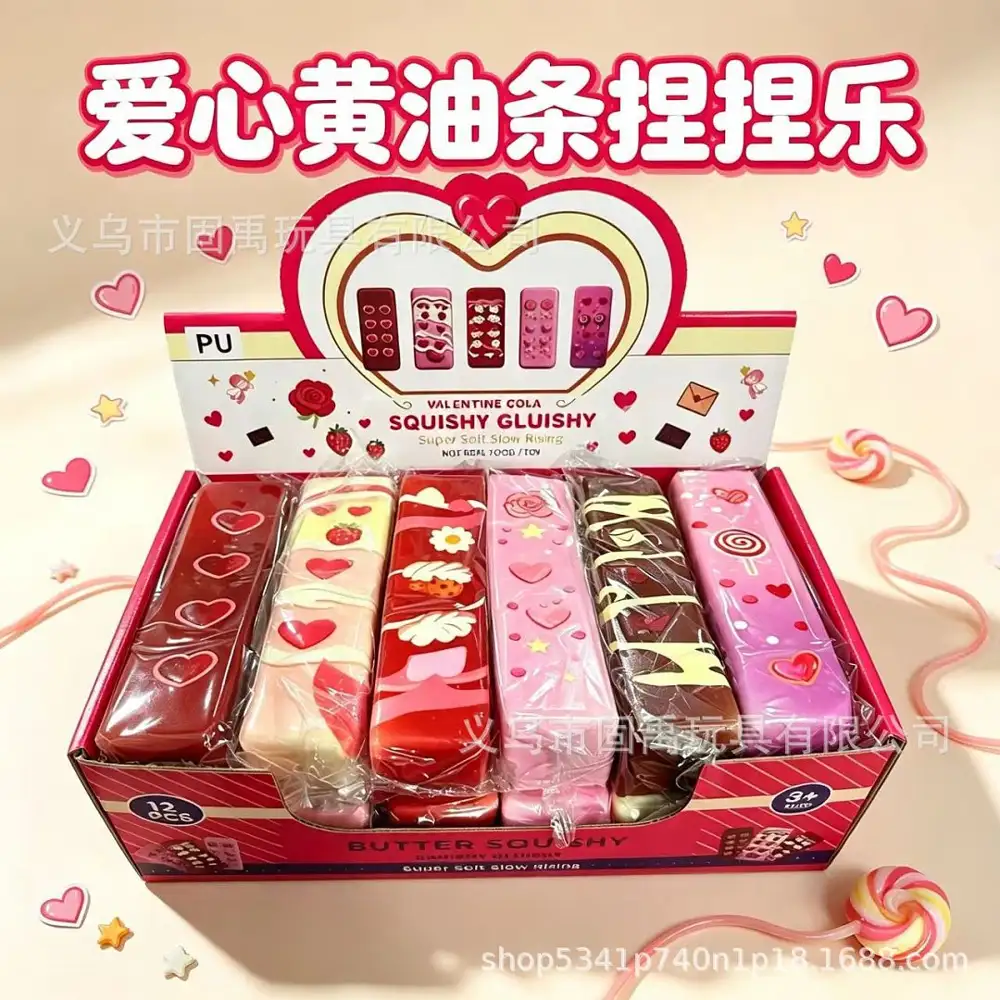 爱心黄油条捏捏乐
义乌市固禹玩具有限公司
PU
VALENTINE COLA
SQUISHY GLUISHY
Super Soft Slow Rising
NOT REAL FOOD / TOY
义乌市固禹玩具有限公司
12 PCS
3+
BUTTER SQUISHY
Super Soft Slow Rising
shop5341p740n1p18.1688.com